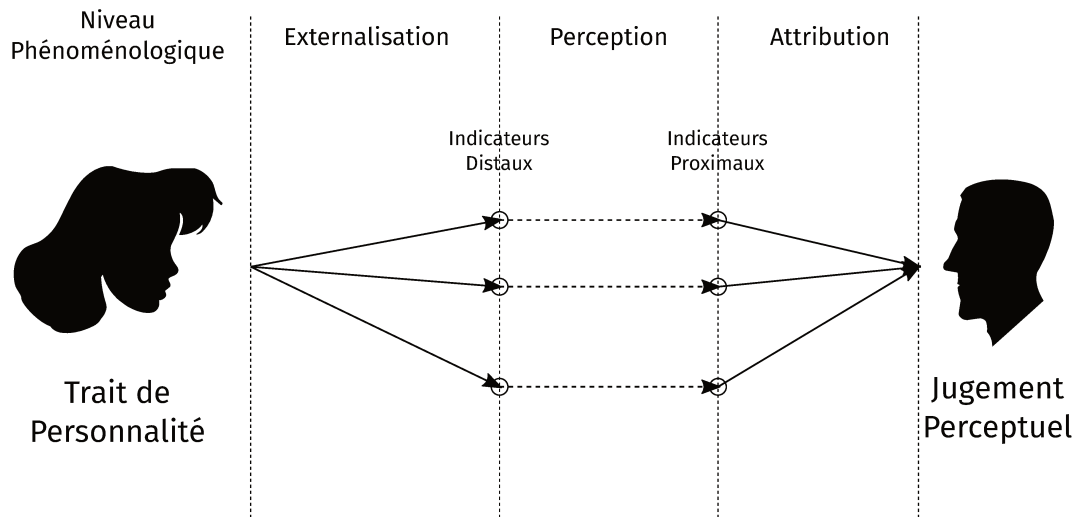 Niveau
Phénoménologique
Externalisation
Perception
Attribution
Indicateurs
Distaux
Indicateurs
Proximaux
Trait de
Personnalité
Jugement
Perceptuel